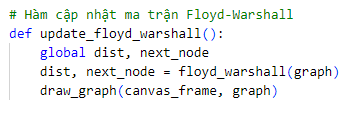 # Hàm cập nhật ma trận Floyd-Warshall
def update_floyd_warshall():
    global dist, next_node
    dist, next_node = floyd_warshall(graph)
    draw_graph(canvas_frame, graph)